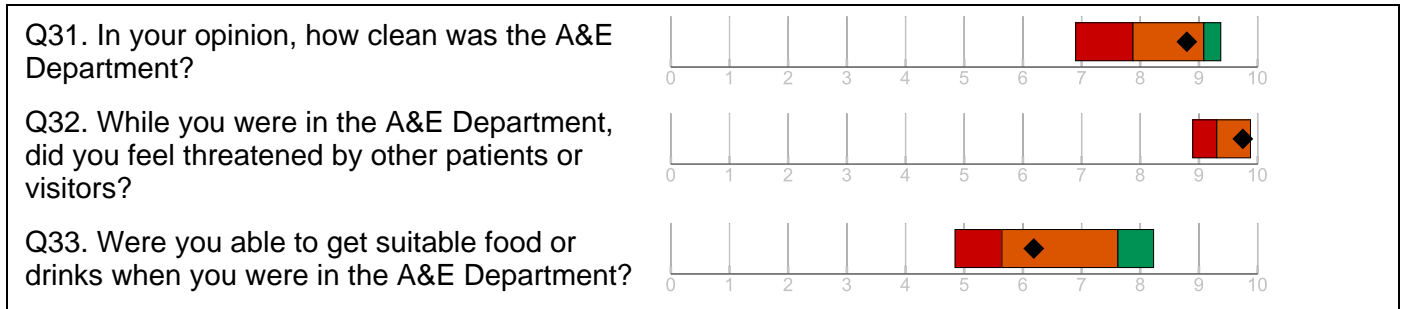 Q31. In your opinion, how clean was the A&E
Department?
0 1 2 3 4 5 6 7 8 9 10
Q32. While you were in the A&E Department,
did you feel threatened by other patients or
visitors?
0 1 2 3 4 5 6 7 8 9 10
Q33. Were you able to get suitable food or
drinks when you were in the A&E Department?
0 1 2 3 4 5 6 7 8 9 10